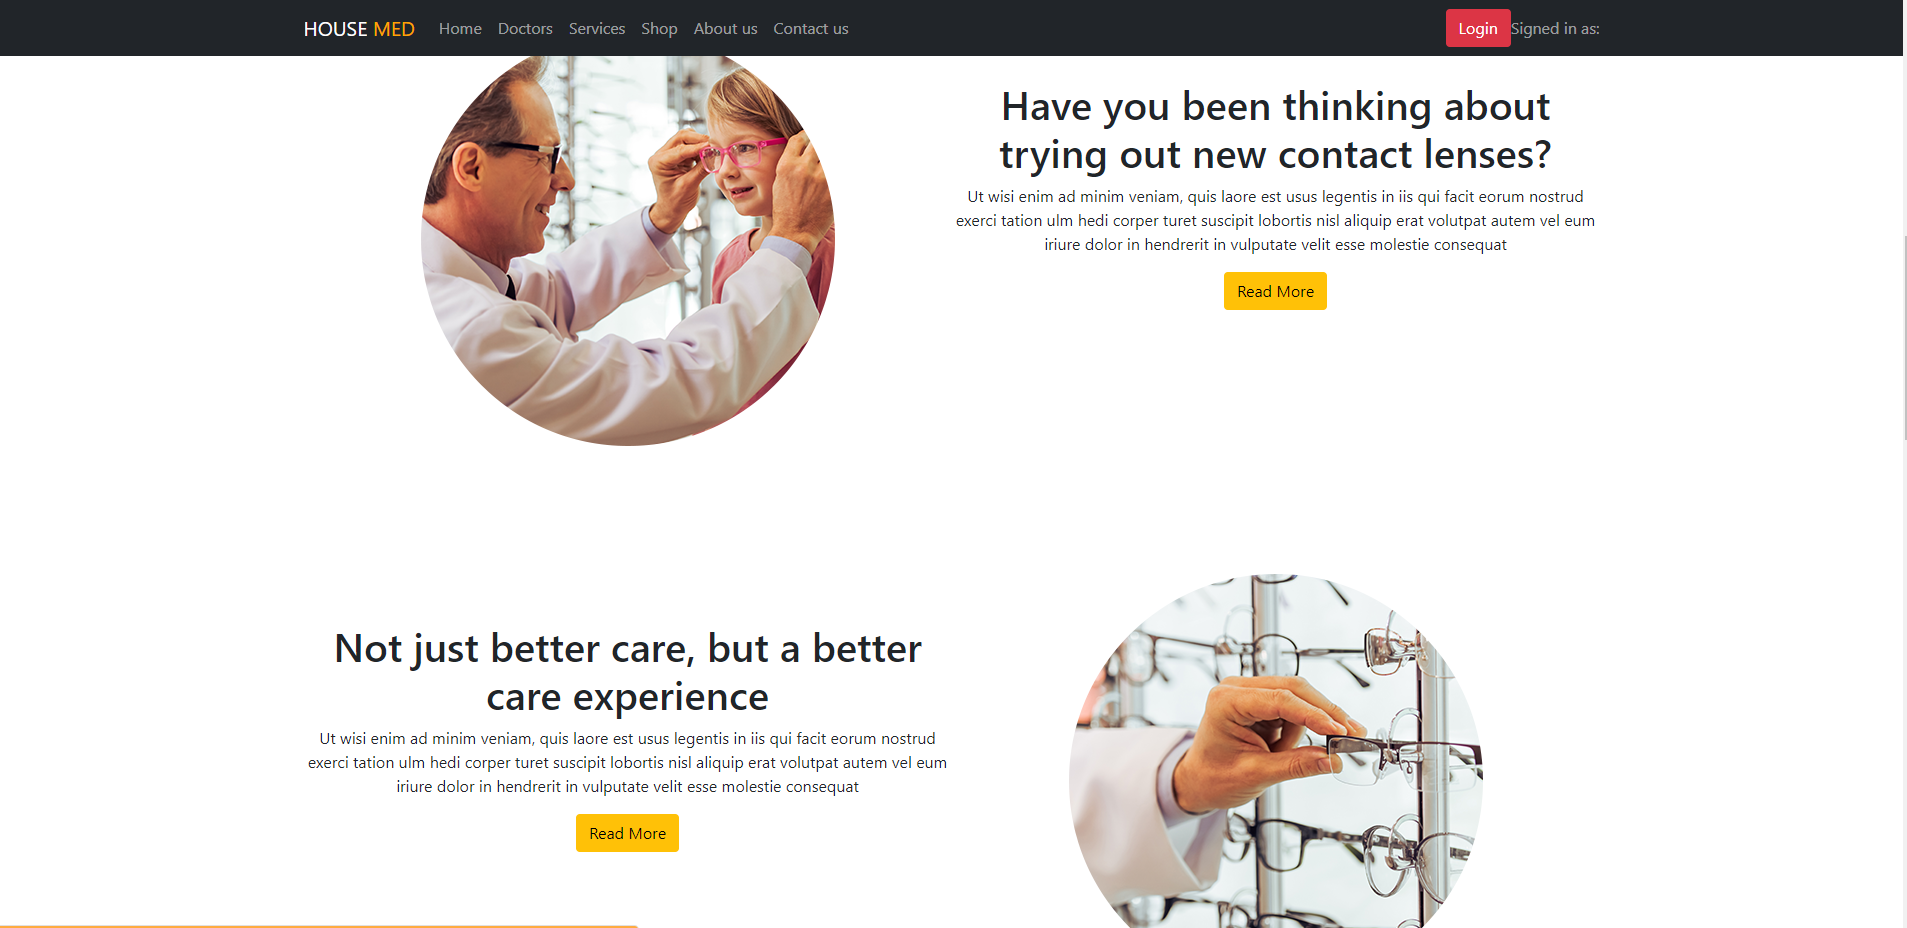 HOUSE MED Home Doctors Services Shop About us Contact us Login Signed in as:
Have you been thinking about
trying out new contact lenses?
Ut wisi enim ad minim veniam, quis laore est usus legentis in iis qui facit eorum nostrud
exerci tation ulm hedi corper turet suscipit lobortis nisl aliquip erat volutpat autem vel eum
iriure dolor in hendrerit in vulputate velit esse molestie consequat
Read More
Not just better care, but a better
care experience
Ut wisi enim ad minim veniam, quis laore est usus legentis in iis qui facit eorum nostrud
exerci tation ulm hedi corper turet suscipit lobortis nisl aliquip erat volutpat autem vel eum
iriure dolor in hendrerit in vulputate velit esse molestie consequat
Read More